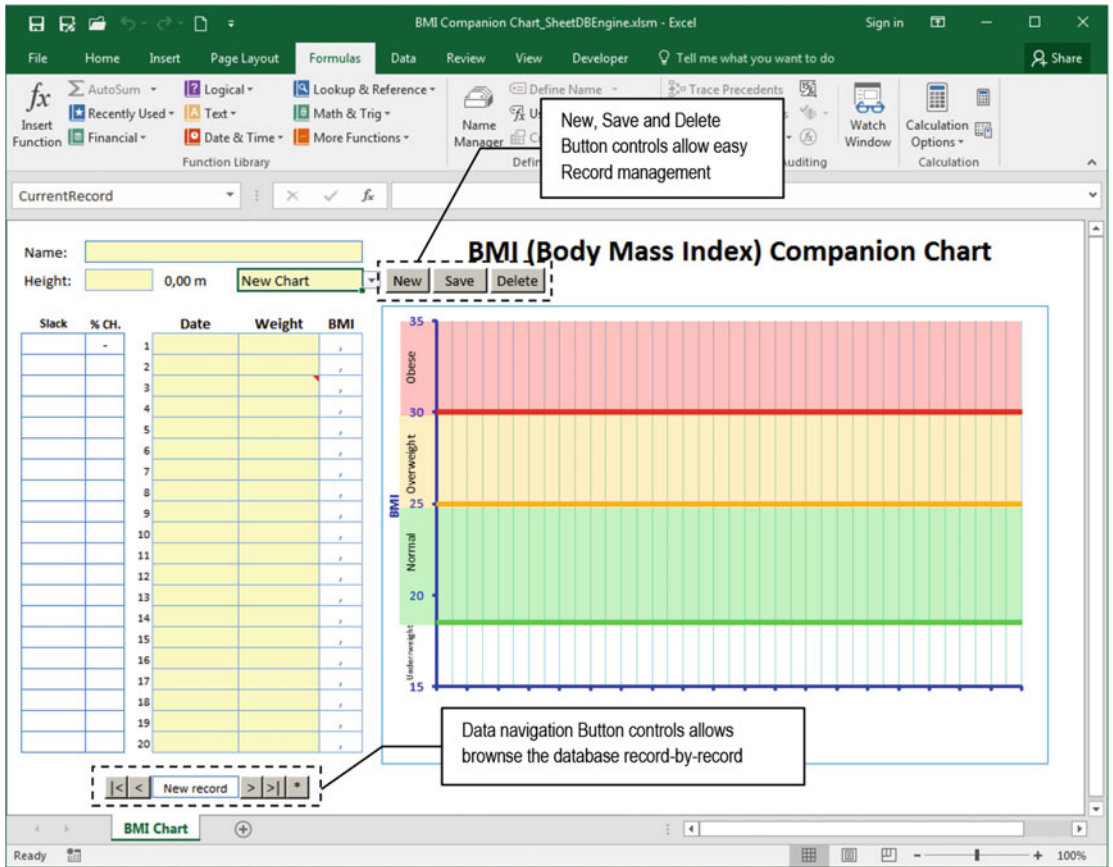 BMI Companion Chart_SheetDBEngine.xlsm - Excel
Sign in
File Home Insert Page Layout Formulas Data Review View Developer Tell me what you want to do Share
AutoSum Logical Lookup & Reference Define Name Trace Precedents
Recently Used Text Math & Trig
Insert Function
Financial Date & Time More Functions
Name Manager
Watch Window
Calculation Options
Function Library
Auditing
Calculation
New, Save and Delete
Button controls allow easy
Record management
CurrentRecord
fx
Name:
BMI (Body Mass Index) Companion Chart
Height: 0,00 m New Chart New Save Delete
Slack % CH. Date Weight BMI
- 1 ,
2 ,
3 ,
4 ,
5 ,
6 ,
7 ,
8 ,
9 ,
10 ,
11 ,
12 ,
13 ,
14 ,
15 ,
16 ,
17 ,
18 ,
19 ,
20 ,
35
Obese
30
Overweight
BMI
25
Normal
20
Underweight
15
Data navigation Button controls allows
brownse the database record-by-record
|< < New record > >| *
BMI Chart
Ready
100%